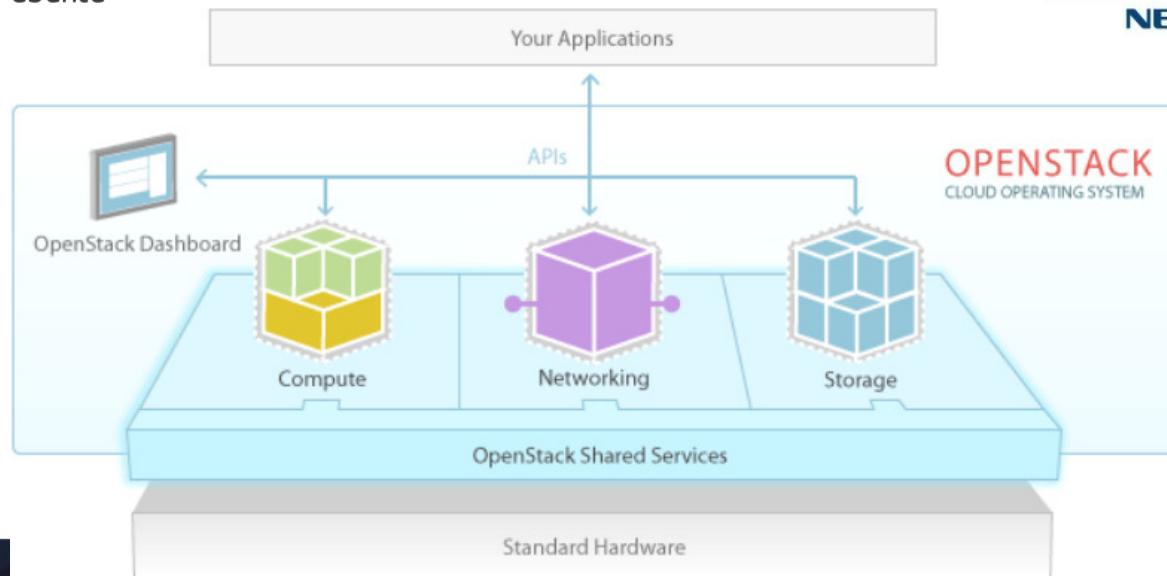 Your Applications
APIs
OPENSTACK
CLOUD OPERATING SYSTEM
OpenStack Dashboard
Compute
Networking
Storage
OpenStack Shared Services
Standard Hardware